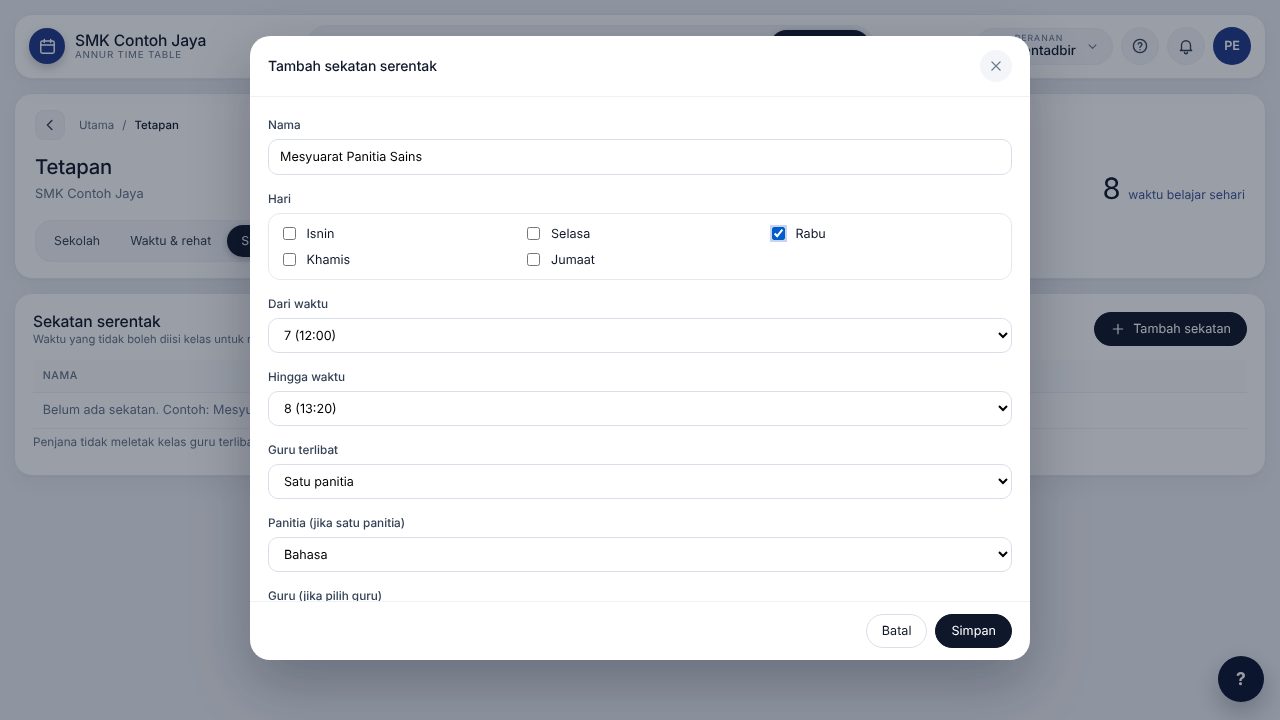 SMK Contoh Jaya
ANNUR TIME TABLE
PERANAN
PE
Tambah sekatan serentak
Utama / Tetapan
Tetapan
SMK Contoh Jaya
8 waktu belajar sehari
Sekolah
Waktu & rehat
Nama
Mesyuarat Panitia Sains
Hari
Isnin
Selasa
Rabu
Khamis
Jumaat
Dari waktu
7 (12:00)
Hingga waktu
8 (13:20)
Guru terlibat
Satu panitia
Panitia (jika satu panitia)
Bahasa
Guru (jika pilih guru)
Batal
Simpan
Sekatan serentak
Waktu yang tidak boleh diisi kelas untuk
Tambah sekatan
NAMA
Belum ada sekatan. Contoh:
Penjana tidak meletak kelas guru
?